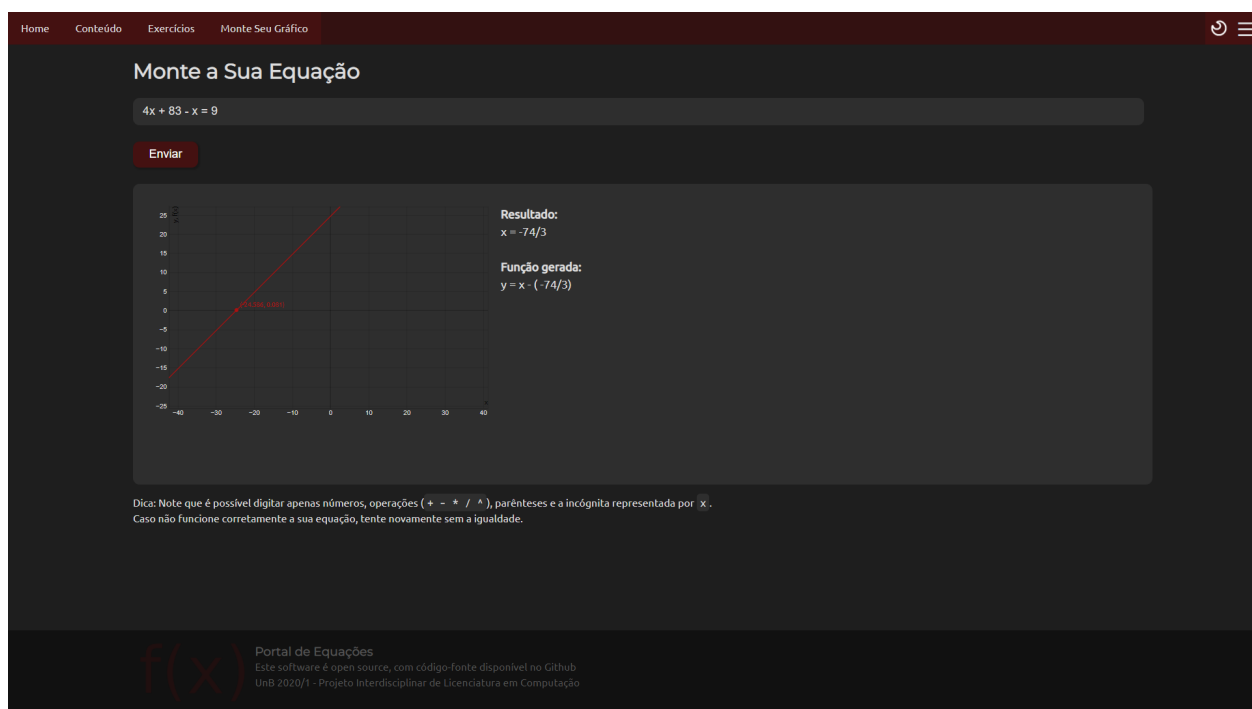 Home Conteúdo Exercícios Monte Seu Gráfico
Monte a Sua Equação
4x + 83 - x = 9
Enviar
25
20
15
10
5
0
−5
−10
−15
−20
−25
−40 −30 −20 −10 0 10 20 30 40
Resultado:
x = -74/3
Função gerada:
y = x - ( -74/3)
Dica: Note que é possível digitar apenas números, operações ( + - * / ^ ), parênteses e a incógnita representada por x .
Caso não funcione corretamente a sua equação, tente novamente sem a igualdade.
f(x)
Portal de Equações
Este software é open source, com código-fonte disponível no Github
UnB 2020/1 - Projeto Interdisciplinar de Licenciatura em Computação